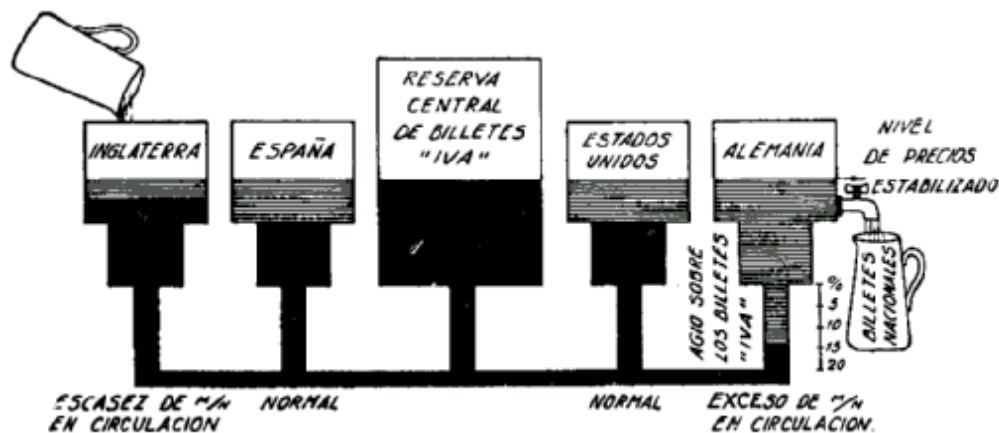 INGLATERRA
ESPAÑA
RESERVA
CENTRAL
DE BILLETES
"IVA"
ESTADOS
UNIDOS
ALEMANIA
NIVEL
DE PRECIOS
ESTABILIZADO
BILLETES
NACIONALES
AGIO SOBRE
LOS BILLETES
"IVA"
%
5
10
15
20
ESCASEZ DE M/N
EN CIRCULACION
NORMAL
NORMAL
EXCESO DE M/N
EN CIRCULACION.